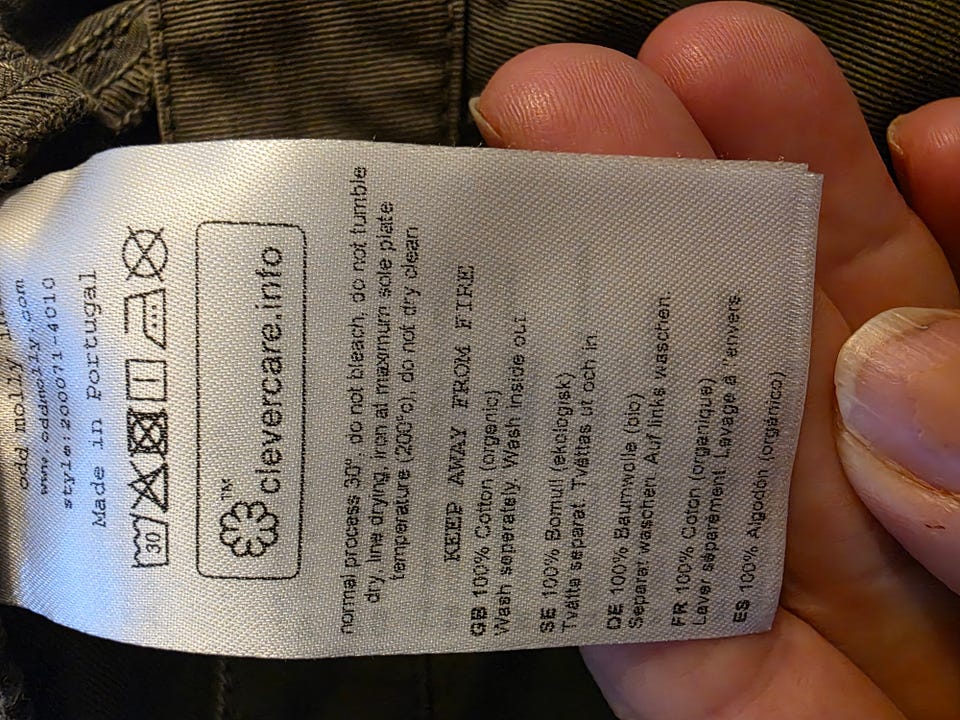 odd molly
www.oddmolly.com
style:200071-4010
Made in Portugal
30
clevercare.info™
normal process 30°, do not bleach, do not tumble
dry, line drying, iron at maximum sole plate
temperature (200°c), do not dry clean
KEEP AWAY FROM FIRE
GB 100% Cotton (organic)
Wash seperately. Wash inside out.
SE 100% Bomull (ekologisk)
Tvätta separat. Tvättas ut och in
DE 100% Baumwolle (bio)
Separat waschen. Auf links waschen.
FR 100% Coton (organique)
Laver séparément. Lavage à l'envers.
ES 100% Algodón (orgánico)